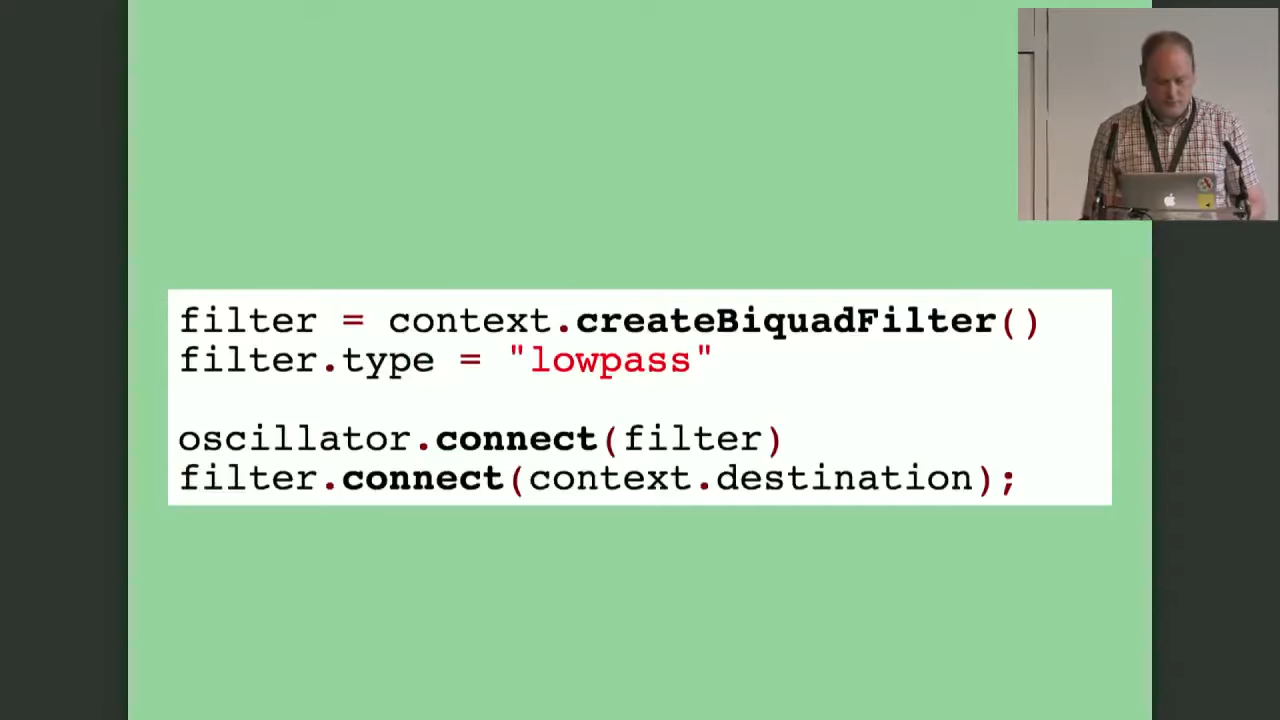 filter = context.createBiquadFilter()
filter.type = "lowpass"
oscillator.connect(filter)
filter.connect(context.destination);